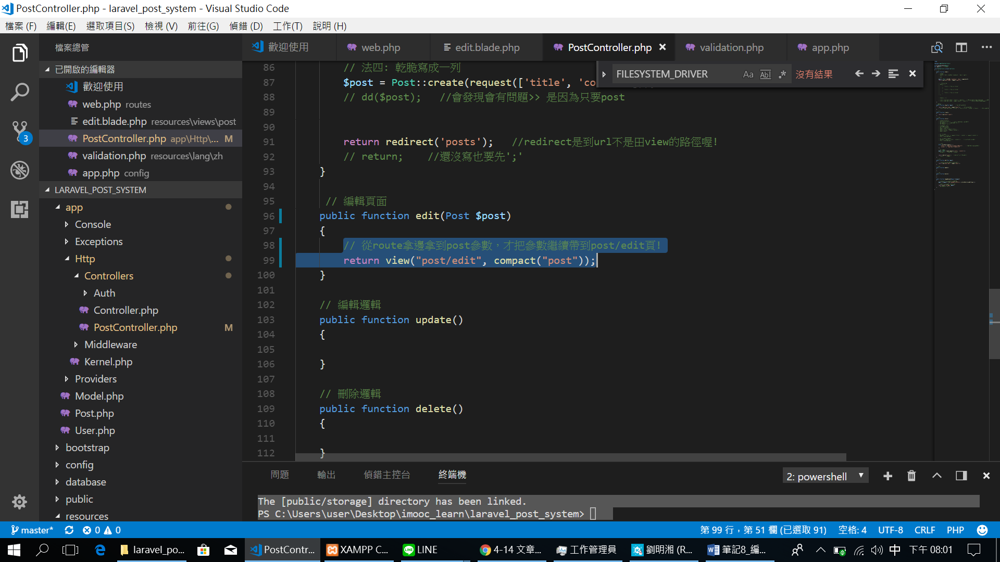 PostController.php - laravel_post_system - Visual Studio Code
檔案 (F) 編輯(E) 選取項目(S) 檢視 (V) 前往(G) 偵錯 (D) 工作(T) 說明 (H)
檔案總管
已開啟的編輯器
歡迎使用
web.php routes
edit.blade.php resources\views\post
PostController.php app\Http\... M
validation.php resources\lang\zh
app.php config
LARAVEL_POST_SYSTEM
app
Console
Exceptions
Http
Controllers
Auth
Controller.php
PostController.php M
Middleware
Kernel.php
Providers
Model.php
Post.php
User.php
bootstrap
config
database
public
resources
3
歡迎使用 web.php edit.blade.php PostController.php validation.php app.php
FILESYSTEM_DRIVER Aa Abl .* 沒有結果
86 // 法四: 乾脆寫成一列
87 $post = Post::create(request(['title', 'co
88 // dd($post); //會發現會有問題>> 是因為只要post
89
90
91 return redirect('posts'); //redirect是到url不是田view的路徑喔!
92 // return; //還沒寫也要先';'
93 }
94
95 // 編輯頁面
96 public function edit(Post $post)
97 {
98 // 從route拿邊拿到post參數，才把參數繼續帶到post/edit頁!
99 return view("post/edit", compact("post"));
100 }
101
102 // 編輯邏輯
103 public function update()
104 {
105
106 }
107
108 // 刪除邏輯
109 public function delete()
110 {
111
112 }
問題 輸出 偵錯主控台 終端機 2: powershell
The [public/storage] directory has been linked.
PS C:\Users\user\Desktop\imooc_learn\laravel_post_system>
master* 0 0 第 99 行，第 51 欄 (已選取 91) 空格: 4 UTF-8 CRLF PHP
laravel_po... PostContr... XAMPP C... LINE 4-14 文章... 工作管理員 劉明湘 (R... 筆記8_編... 中 下午 08:01